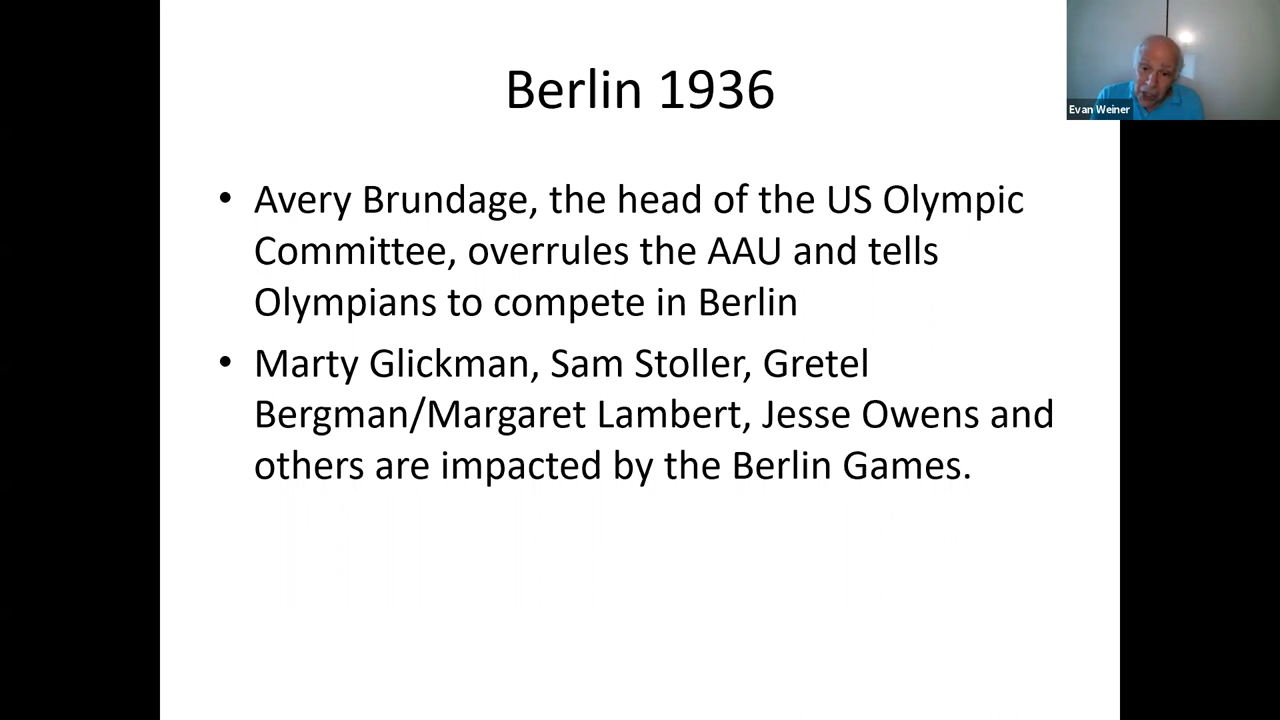 Berlin 1936
Evan Weiner
• Avery Brundage, the head of the US Olympic
Committee, overrules the AAU and tells
Olympians to compete in Berlin
• Marty Glickman, Sam Stoller, Gretel
Bergman/Margaret Lambert, Jesse Owens and
others are impacted by the Berlin Games.